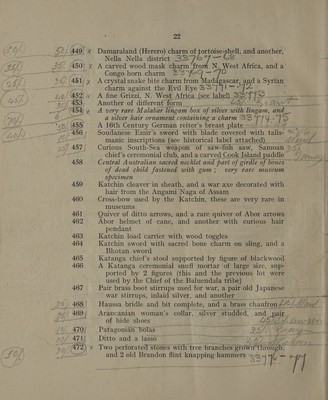 22
449 x Damaraland (Herero) charm of tortoise-shell, and another,
Nella Nella district 33767-68
450 x A carved wood mask charm from N. West Africa, and a
Congo horn charm 33769-70
451 x A crystal snake bite charm from Madagascar, and a Syrian
charm against the Evil Eye 33771-72
452 x A fine Grizzi, N. West Africa (see label) 33773
453 Another of different form
454 x A very rare Malabar lingam box of silver with lingam, and
a silver hair ornament containing a charm 33774-75
455 A 16th Century German reiter's breast plate
456 Soudanese Emir's sword with blade covered with talis-
manic inscriptions (see historical label attached)
457 Curious South-Sea weapon of saw-fish saw, Samoan
chief's ceremonial club, and a carved Cook Island paddle
458 Central Australian sacred necklet and part of girdle of bones
of dead child fastened with gum ; very rare museum
specimen
459 Katchin cleaver in sheath, and a war axe decorated with
hair from the Angami Naga of Assam
460 Cross-bow used by the Katchin, these are very rare in
museums
461 Quiver of ditto arrows, and a rare quiver of Abor arrows
462 Abor helmet of cane, and another with curious hair
pendant
463 Katchin load carrier with wood toggles
464 Katchin sword with sacred bone charm on sling, and a
Bhotan sword
465 Katanga chief's stool supported by figure of blackwood
466 A Katanga ceremonial snuff mortar of large size, sup-
ported by 2 figures (this and the previous lot were
used by the Chief of the Baluendala tribe)
467 Pair brass boot stirrups used for war, a pair old Japanese
war stirrups, inlaid silver, and another
468 Haussa bridle and bit complete, and a brass chanfron
469 Araucanian woman's collar, silver studded, and pair
of hide shoes
470 Patagonian bolas
471 Ditto and a lasso
472 x Two perforated stones with tree branches grown through,
and 2 old Brandon flint knapping hammers 33776-77